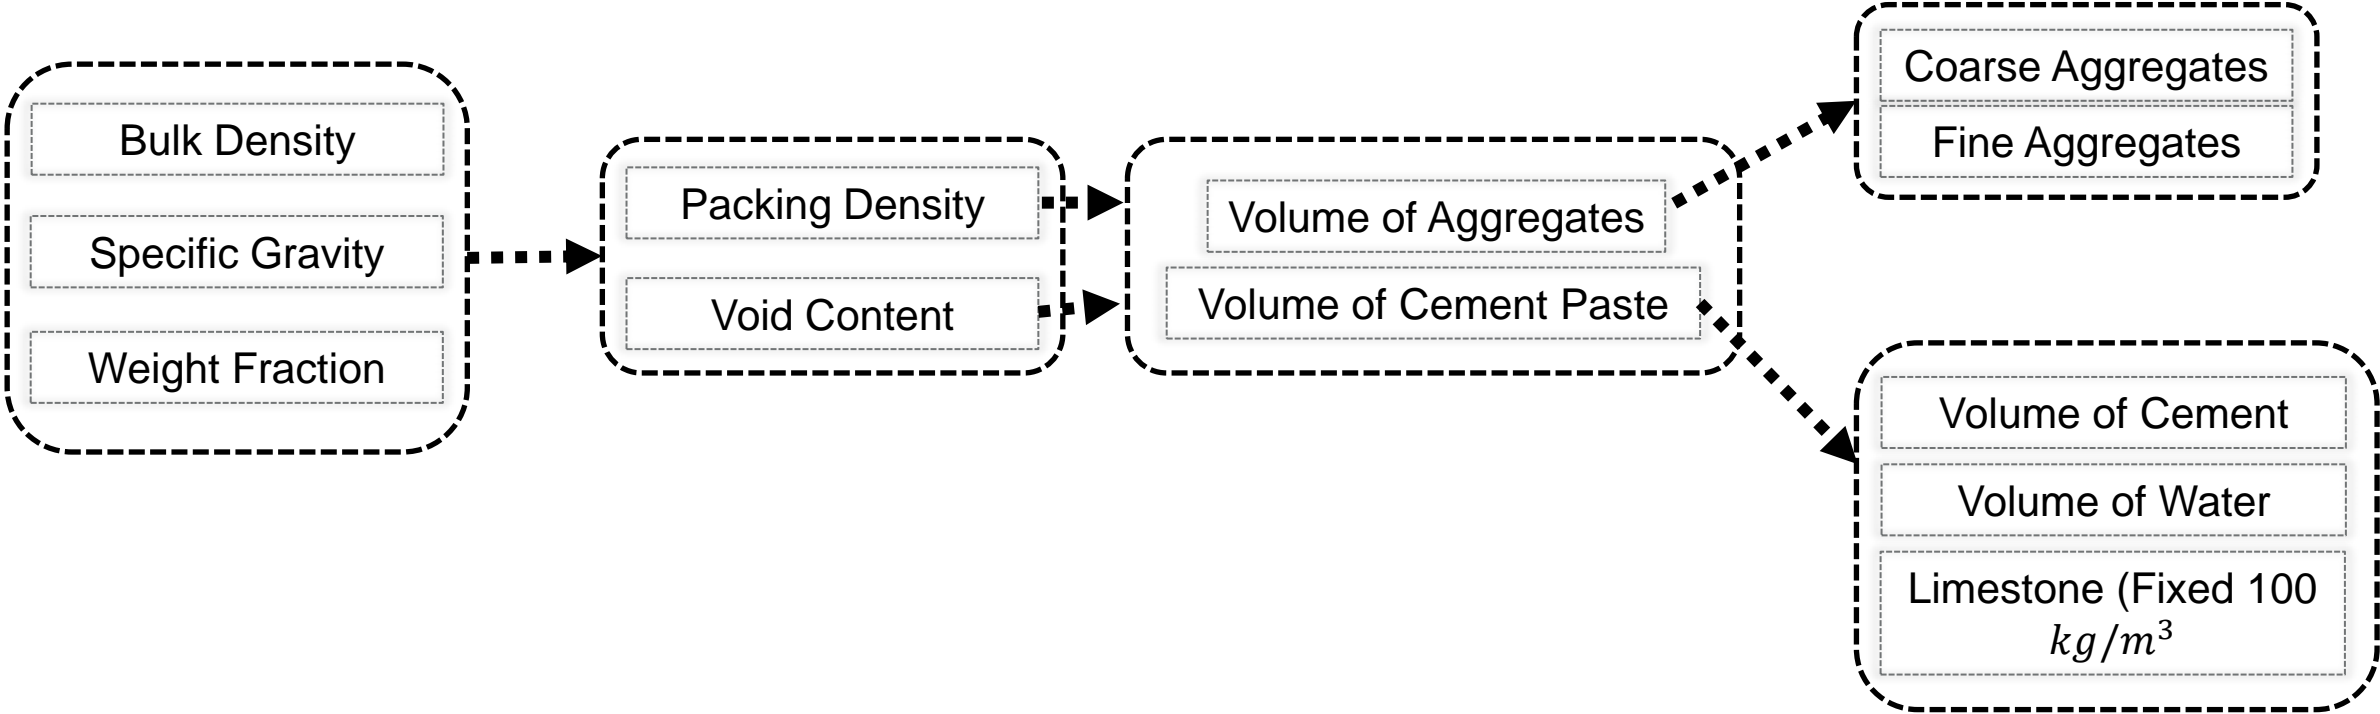 Bulk Density
Specific Gravity
Weight Fraction
Packing Density
Void Content
Volume of Aggregates
Volume of Cement Paste
Coarse Aggregates
Fine Aggregates
Volume of Cement
Volume of Water
Limestone (Fixed 100
kg/m³